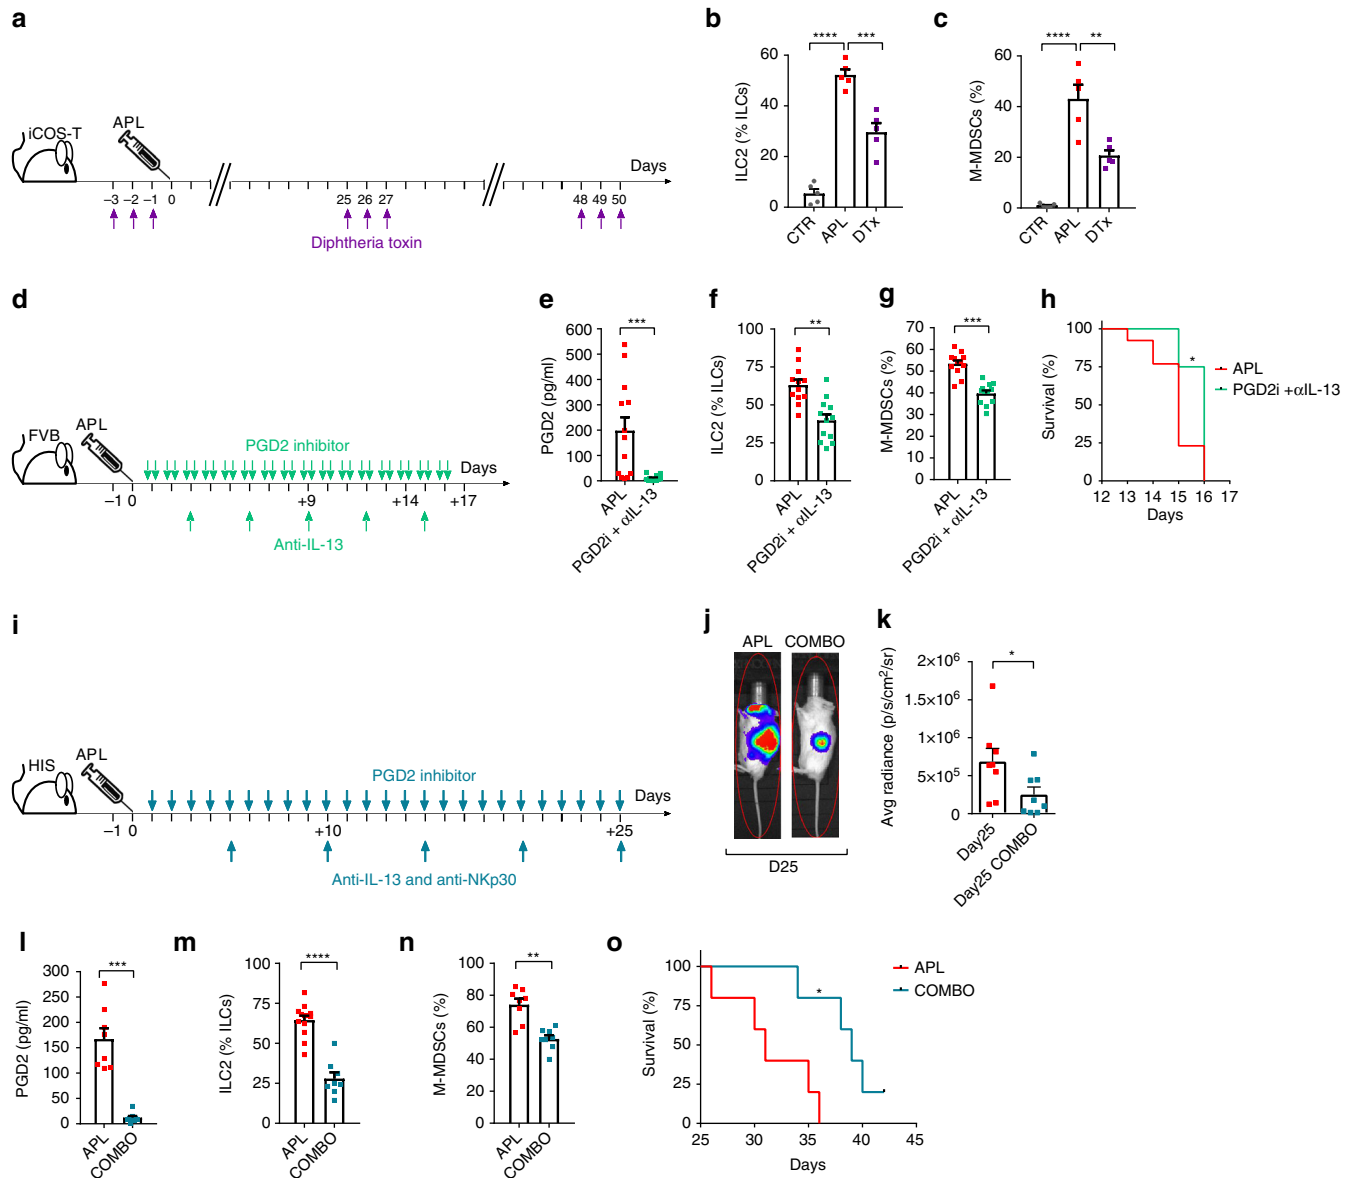 a
iCOS-T
APL
Days
−3 −2 −1 0 25 26 27 48 49 50
Diphtheria toxin
b
**** ***
ILC2 (% ILCs)
60
40
20
0
CTR APL DTx
c
**** **
M-MDSCs (%)
60
40
20
0
CTR APL DTx
d
FVB
APL
PGD2 inhibitor
Days
−1 0 +9 +14 +17
Anti-IL-13
e
***
PGD2 (pg/ml)
600
500
400
300
200
100
0
APL
PGD2i + αIL-13
f
**
ILC2 (% ILCs)
100
75
50
25
0
APL
PGD2i + αIL-13
g
***
M-MDSCs (%)
70
60
50
40
30
20
10
0
APL
PGD2i + αIL-13
h
Survival (%)
100
75
50
25
0
*
12 13 14 15 16 17
Days
APL
PGD2i +αIL-13
i
HIS
APL
PGD2 inhibitor
Days
−1 0 +10 +25
Anti-IL-13 and anti-NKp30
j
APL COMBO
D25
k
*
Avg radiance (p/s/cm²/sr)
2×10⁶
1.5×10⁶
1×10⁶
5×10⁵
0
Day25
Day25 COMBO
l
***
PGD2 (pg/ml)
300
250
200
150
100
50
0
APL
COMBO
m
****
ILC2 (% ILCs)
100
75
50
25
0
APL
COMBO
n
**
M-MDSCs (%)
100
80
60
40
20
0
APL
COMBO
o
Survival (%)
100
75
50
25
0
*
25 30 35 40 45
Days
APL
COMBO